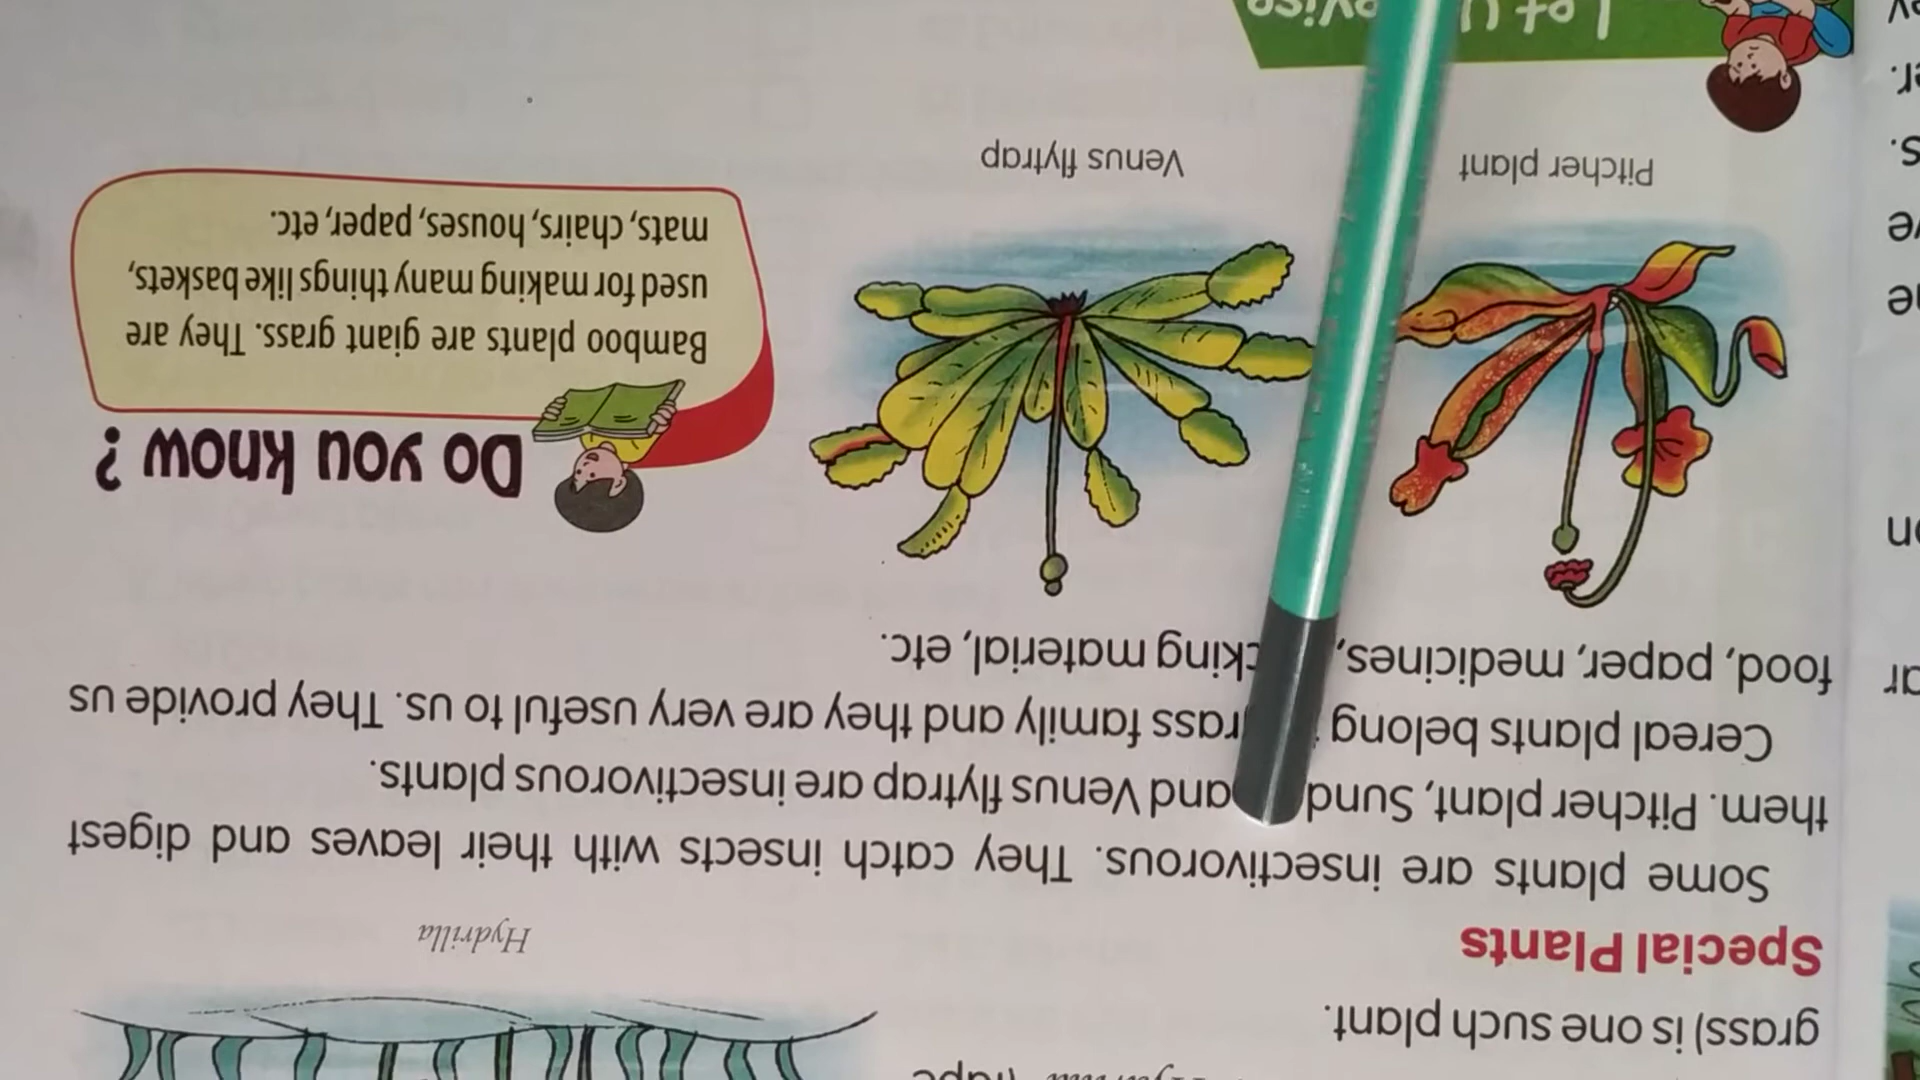 grass) is one such plant.
Hydrilla
Special Plants
Some plants are insectivorous. They catch insects with their leaves and digest
them. Pitcher plant, Sund and Venus flytrap are insectivorous plants.
Cereal plants belong rass family and they are very useful to us. They provide us
food, paper, medicines, cking material, etc.
Do you know ?
Bamboo plants are giant grass. They are
used for making many things like baskets,
mats, chairs, houses, paper, etc.
Pitcher plant
Venus flytrap
Let U evise